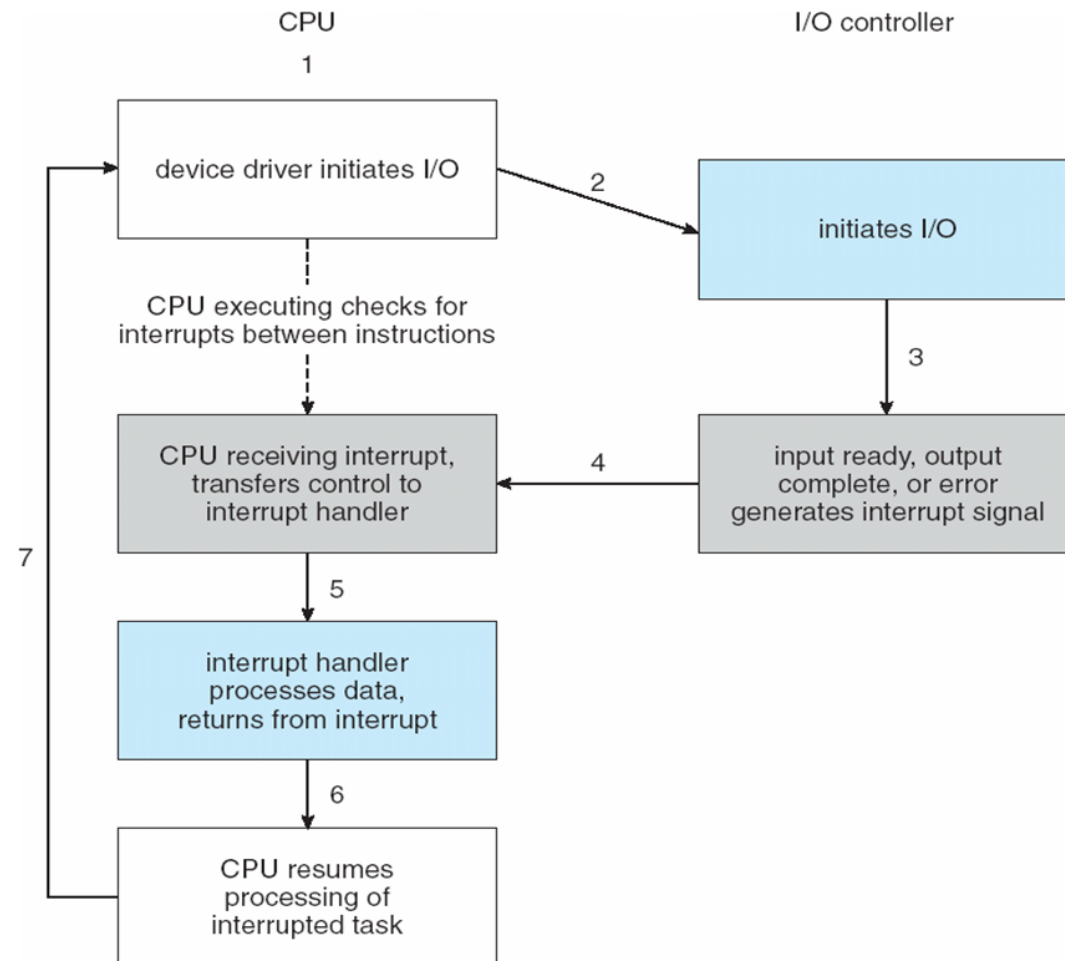 CPU
I/O controller
1
device driver initiates I/O
2
initiates I/O
CPU executing checks for
interrupts between instructions
3
CPU receiving interrupt,
transfers control to
interrupt handler
4
input ready, output
complete, or error
generates interrupt signal
7
5
interrupt handler
processes data,
returns from interrupt
6
CPU resumes
processing of
interrupted task